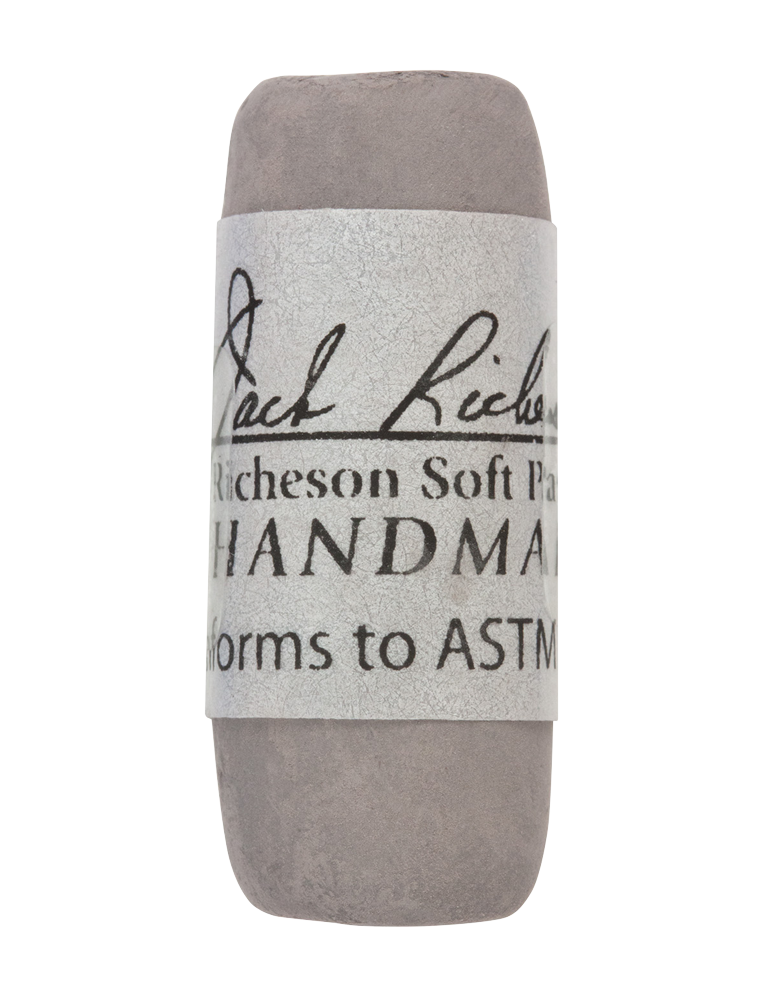 Jack Riche
Richeson Soft Pa
HANDMA
nforms to ASTM